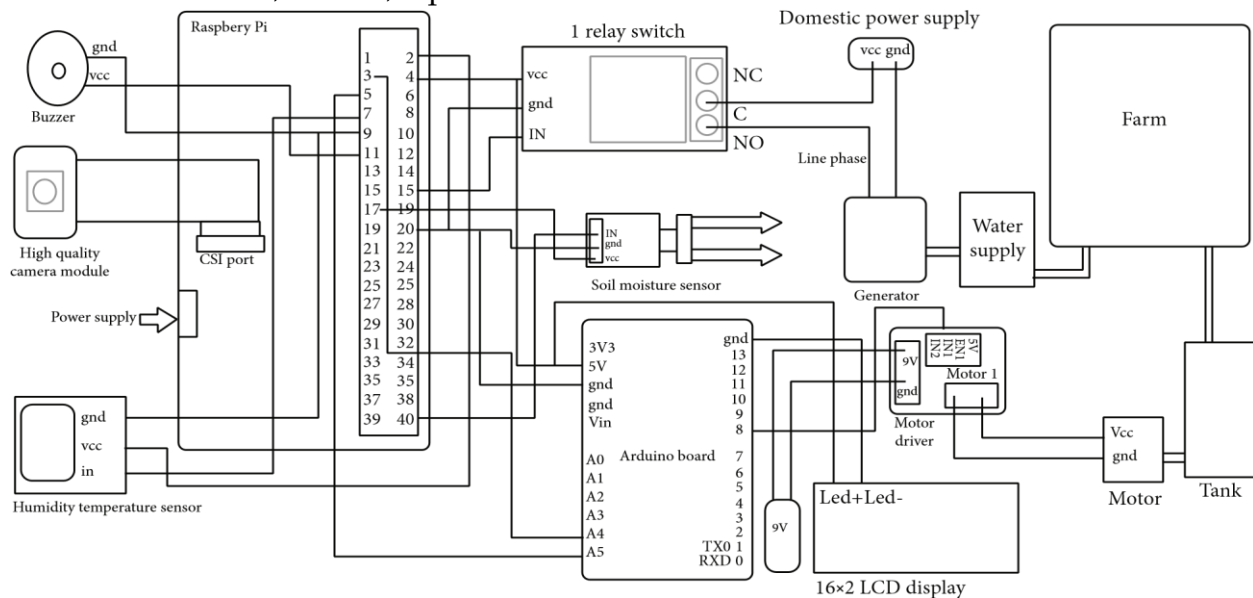 Raspbery Pi
gnd
vcc
Buzzer
High quality
camera module
CSI port
Power supply
gnd
vcc
in
Humidity temperature sensor
1
3
5
7
9
11
13
15
17
19
21
23
25
27
29
31
33
35
37
39
2
4
6
8
10
12
14
15
19
20
22
24
25
28
30
32
34
35
38
40
1 relay switch
vcc
gnd
IN
NC
C
NO
Domestic power supply
vcc gnd
Line phase
Generator
Water
supply
Farm
IN
gnd
vcc
Soil moisture sensor
Arduino board
3V3
5V
gnd
gnd
Vin
A0
A1
A2
A3
A4
A5
gnd
13
12
11
10
9
8
7
6
5
4
3
2
TX0 1
RXD 0
9V
gnd
5V
EN1
IN1
IN2
Motor 1
Motor
driver
9V
Led+Led-
16×2 LCD display
Vcc
gnd
Motor
Tank